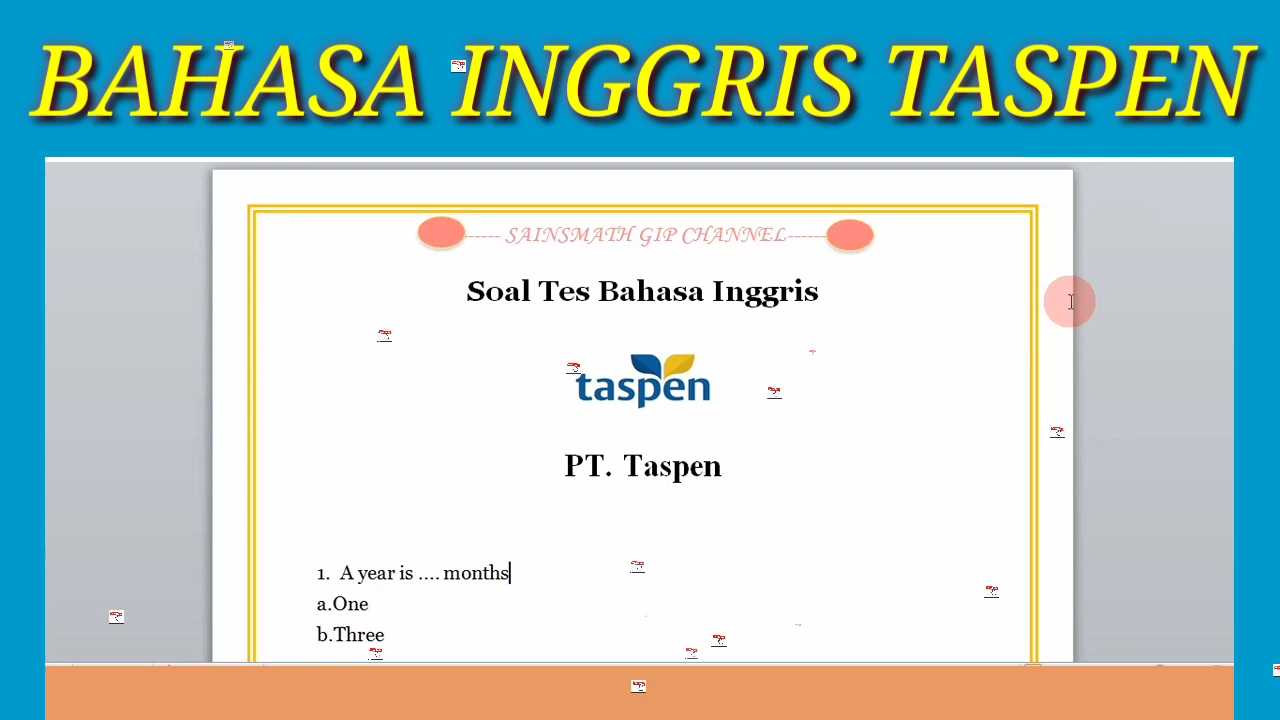 BAHASA INGGRIS TASPEN
------ SAINSMATH GIP CHANNEL------
Soal Tes Bahasa Inggris
taspen
PT. Taspen
1. A year is .... months
a.One
b.Three